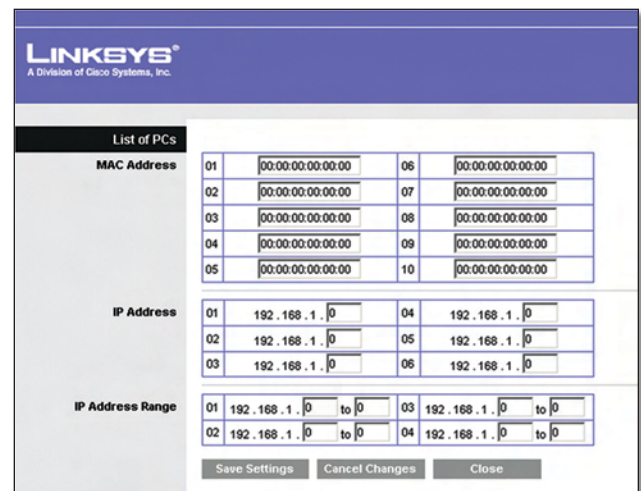 LINKSYS®
A Division of Cisco Systems, Inc.
List of PCs
MAC Address
01 00:00:00:00:00:00 06 00:00:00:00:00:00
02 00:00:00:00:00:00 07 00:00:00:00:00:00
03 00:00:00:00:00:00 08 00:00:00:00:00:00
04 00:00:00:00:00:00 09 00:00:00:00:00:00
05 00:00:00:00:00:00 10 00:00:00:00:00:00
IP Address
01 192.168.1.0 04 192.168.1.0
02 192.168.1.0 05 192.168.1.0
03 192.168.1.0 06 192.168.1.0
IP Address Range
01 192.168.1.0 to 0 03 192.168.1.0 to 0
02 192.168.1.0 to 0 04 192.168.1.0 to 0
Save Settings Cancel Changes Close